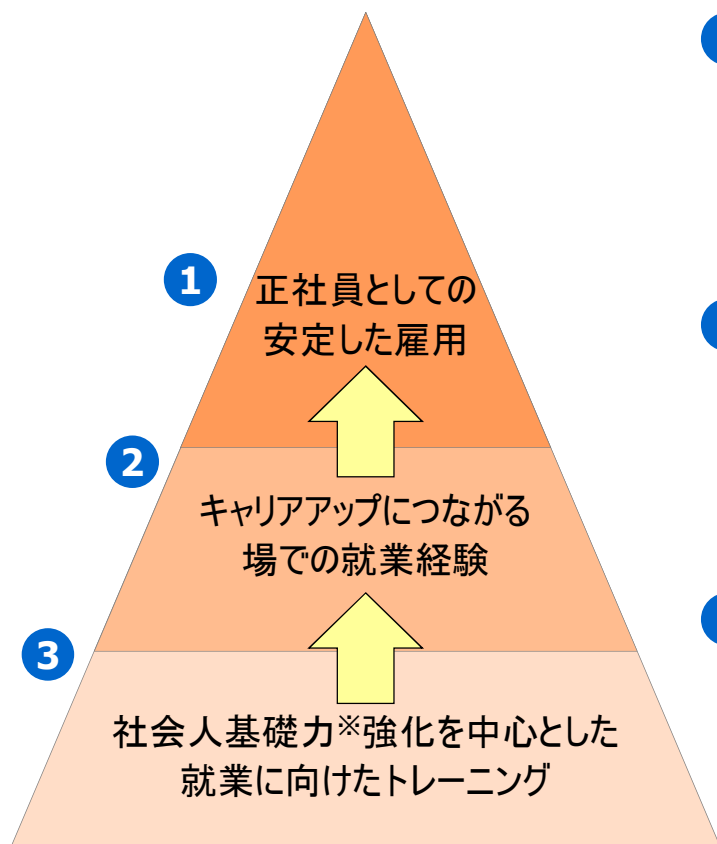 1
正社員としての
安定した雇用
2
キャリアアップにつながる
場での就業経験
3
社会人基礎力※強化を中心とした
就業に向けたトレーニング